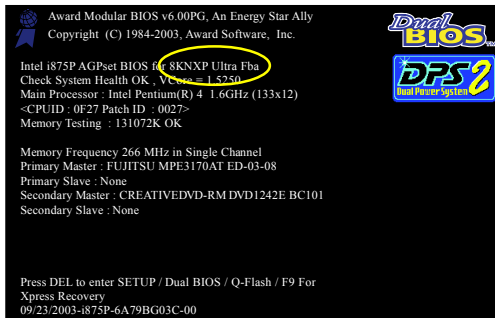 Award Modular BIOS v6.00PG, An Energy Star Ally
Copyright (C) 1984-2003, Award Software, Inc.
Dual
BIOS
TM
Intel i875P AGPset BIOS for 8KNXP Ultra Fba
Check System Health OK , VCore = 1.5250
Main Processor : Intel Pentium(R) 4 1.6GHz (133x12)
<CPUID : 0F27 Patch ID : 0027>
Memory Testing : 131072K OK
DPS2
Dual Power System
Memory Frequency 266 MHz in Single Channel
Primary Master : FUJITSU MPE3170AT ED-03-08
Primary Slave : None
Secondary Master : CREATIVEDVD-RM DVD1242E BC101
Secondary Slave : None
Press DEL to enter SETUP / Dual BIOS / Q-Flash / F9 For
Xpress Recovery
09/23/2003-i875P-6A79BG03C-00